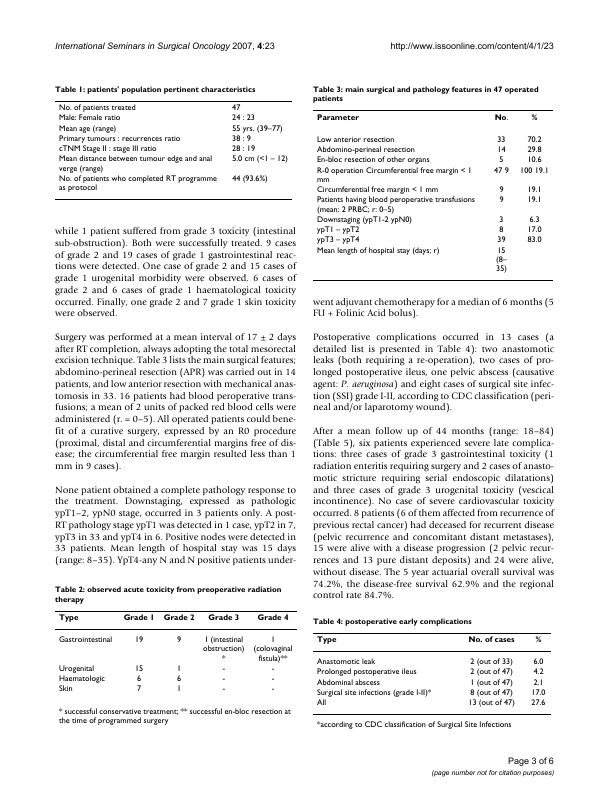 International Seminars in Surgical Oncology 2007, 4:23
http://www.issoonline.com/content/4/1/23
Table 1: patients' population pertinent characteristics
No. of patients treated 47
Male: Female ratio 24 : 23
Mean age (range) 55 yrs. (39–77)
Primary tumours : recurrences ratio 38 : 9
cTNM Stage II : stage III ratio 28 : 19
Mean distance between tumour edge and anal 5.0 cm (<1 – 12)
verge (range)
No. of patients who completed RT programme 44 (93.6%)
as protocol
while 1 patient suffered from grade 3 toxicity (intestinal
sub-obstruction). Both were successfully treated. 9 cases
of grade 2 and 19 cases of grade 1 gastrointestinal reac-
tions were detected. One case of grade 2 and 15 cases of
grade 1 urogenital morbidity were observed. 6 cases of
grade 2 and 6 cases of grade 1 haematological toxicity
occurred. Finally, one grade 2 and 7 grade 1 skin toxicity
were observed.
Surgery was performed at a mean interval of 17 ± 2 days
after RT completion, always adopting the total mesorectal
excision technique. Table 3 lists the main surgical features;
abdomino-perineal resection (APR) was carried out in 14
patients, and low anterior resection with mechanical anas-
tomosis in 33. 16 patients had blood peroperative trans-
fusions; a mean of 2 units of packed red blood cells were
administered (r. = 0–5). All operated patients could bene-
fit of a curative surgery, expressed by an R0 procedure
(proximal, distal and circumferential margins free of dis-
ease; the circumferential free margin resulted less than 1
mm in 9 cases).
None patient obtained a complete pathology response to
the treatment. Downstaging, expressed as pathologic
ypT1–2, ypN0 stage, occurred in 3 patients only. A post-
RT pathology stage ypT1 was detected in 1 case, ypT2 in 7,
ypT3 in 33 and ypT4 in 6. Positive nodes were detected in
33 patients. Mean length of hospital stay was 15 days
(range: 8–35). YpT4-any N and N positive patients under-
Table 2: observed acute toxicity from preoperative radiation
therapy
Type Grade 1 Grade 2 Grade 3 Grade 4
Gastrointestinal 19 9 1 (intestinal 1
obstruction) (colovaginal
* fistula)**
Urogenital 15 1 - -
Haematologic 6 6 - -
Skin 7 1 - -
* successful conservative treatment; ** successful en-bloc resection at
the time of programmed surgery
Table 3: main surgical and pathology features in 47 operated
patients
Parameter No. %
Low anterior resection 33 70.2
Abdomino-perineal resection 14 29.8
En-bloc resection of other organs 5 10.6
R-0 operation Circumferential free margin < 1 47 9 100 19.1
mm
Circumferential free margin < 1 mm 9 19.1
Patients having blood peroperative transfusions 9 19.1
(mean: 2 PRBC; r: 0–5)
Downstaging (ypT1-2 ypN0) 3 6.3
ypT1 – ypT2 8 17.0
ypT3 – ypT4 39 83.0
Mean length of hospital stay (days; r) 15
(8–
35)
went adjuvant chemotherapy for a median of 6 months (5
FU + Folinic Acid bolus).
Postoperative complications occurred in 13 cases (a
detailed list is presented in Table 4): two anastomotic
leaks (both requiring a re-operation), two cases of pro-
longed postoperative ileus, one pelvic abscess (causative
agent: P. aeruginosa) and eight cases of surgical site infec-
tion (SSI) grade I-II, according to CDC classification (peri-
neal and/or laparotomy wound).
After a mean follow up of 44 months (range: 18–84)
(Table 5), six patients experienced severe late complica-
tions: three cases of grade 3 gastrointestinal toxicity (1
radiation enteritis requiring surgery and 2 cases of anasto-
motic stricture requiring serial endoscopic dilatations)
and three cases of grade 3 urogenital toxicity (vescical
incontinence). No case of severe cardiovascular toxicity
occurred. 8 patients (6 of them affected from recurrence of
previous rectal cancer) had deceased for recurrent disease
(pelvic recurrence and concomitant distant metastases),
15 were alive with a disease progression (2 pelvic recur-
rences and 13 pure distant deposits) and 24 were alive,
without disease. The 5 year actuarial overall survival was
74.2%, the disease-free survival 62.9% and the regional
control rate 84.7%.
Table 4: postoperative early complications
Type No. of cases %
Anastomotic leak 2 (out of 33) 6.0
Prolonged postoperative ileus 2 (out of 47) 4.2
Abdominal abscess 1 (out of 47) 2.1
Surgical site infections (grade I-II)* 8 (out of 47) 17.0
All 13 (out of 47) 27.6
*according to CDC classification of Surgical Site Infections
Page 3 of 6
(page number not for citation purposes)